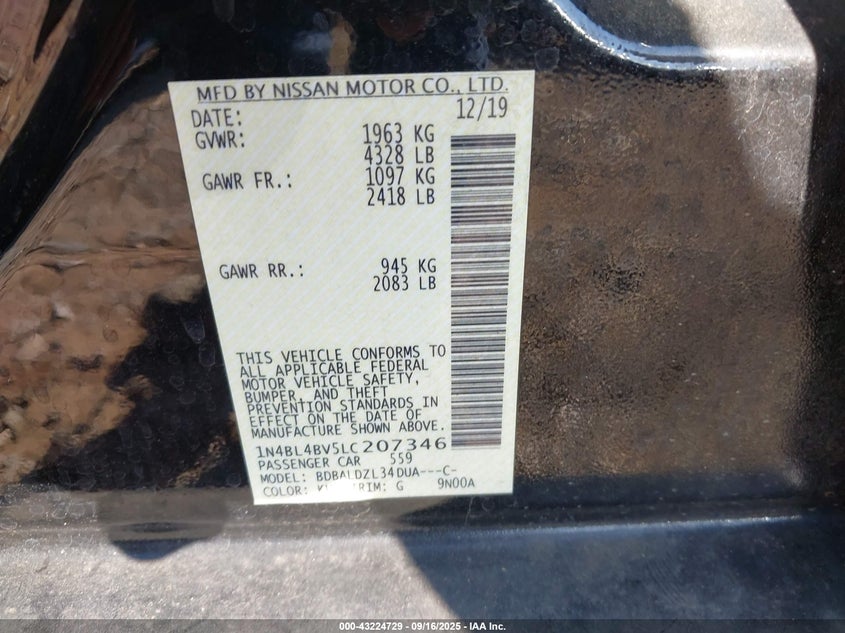 MFD BY NISSAN MOTOR CO., LTD.
DATE: 12/19
GVWR: 1963 KG
4328 LB
GAWR FR.: 1097 KG
2418 LB
GAWR RR.: 945 KG
2083 LB
THIS VEHICLE CONFORMS TO
ALL APPLICABLE FEDERAL
MOTOR VEHICLE SAFETY,
BUMPER, AND THEFT
PREVENTION STANDARDS IN
EFFECT ON THE DATE OF
MANUFACTURE SHOWN ABOVE.
1N4BL4BV5LC207346
PASSENGER CAR 559
MODEL: BDBALDZL34DUA---C-
COLOR: TRIM: G 9N00A
000-43224729 - 09/16/2025 - IAA Inc.